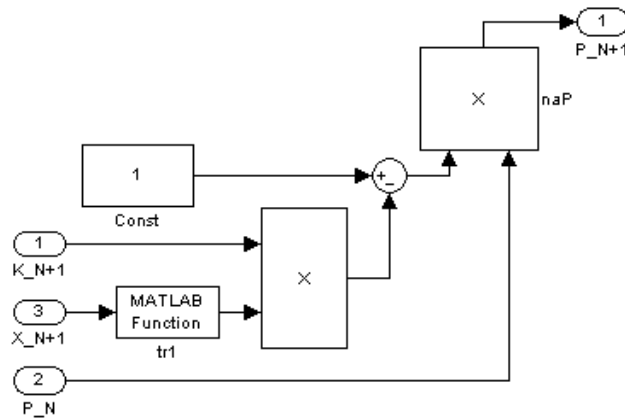 1
P_N+1
×
naP
1
+
-
Const
1
K_N+1
×
3
X_N+1
MATLAB
Function
tr1
2
P_N